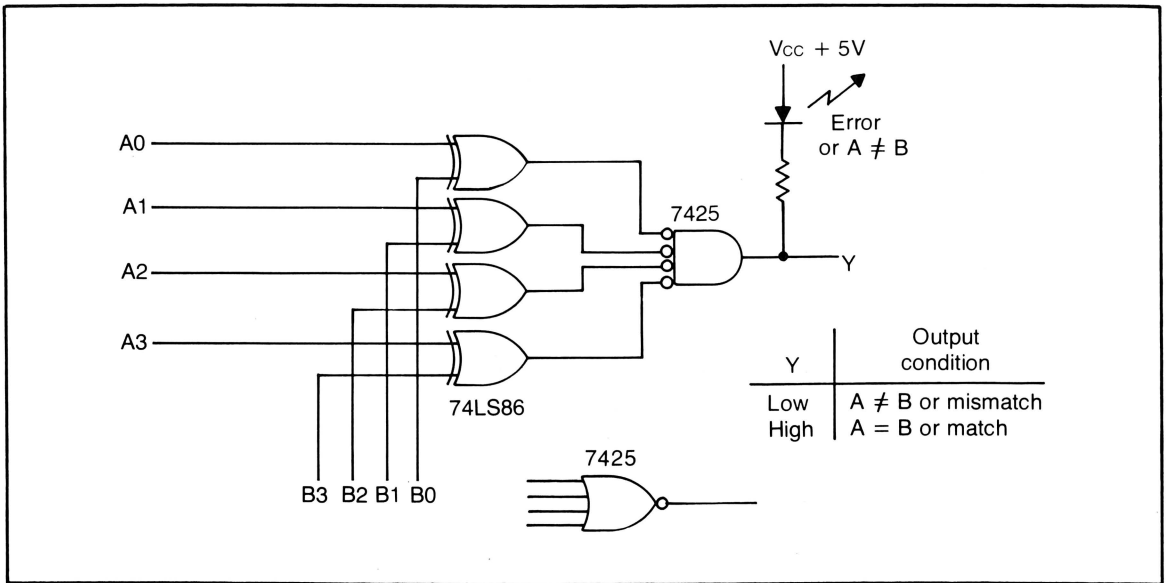 Vcc + 5V
Error
or A ≠ B
A0
A1
A2
A3
7425
Y
74LS86
B3 B2 B1 B0
Y Output condition
Low A ≠ B or mismatch
High A = B or match
7425